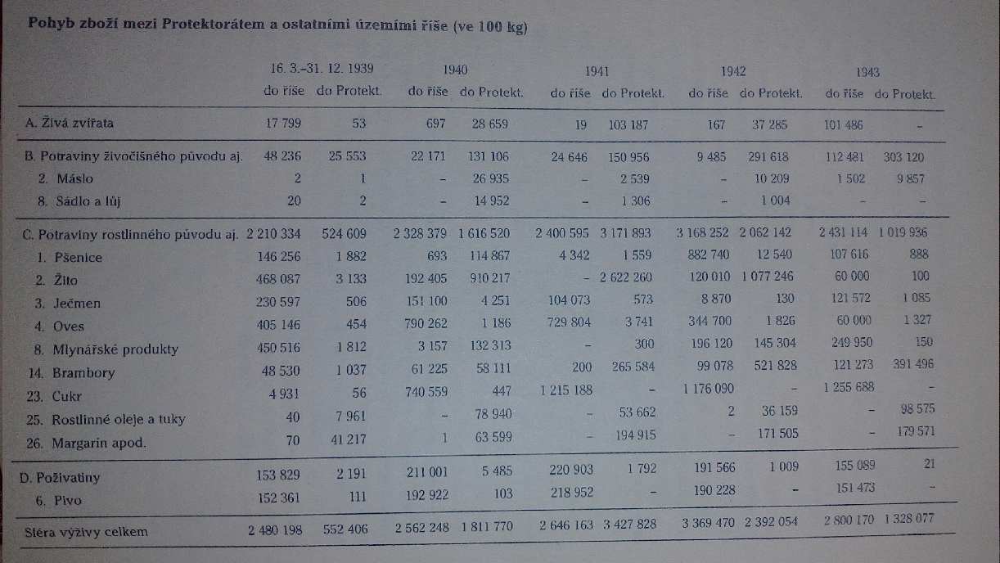 Pohyb zboží mezi Protektorátem a ostatními územími říše (ve 100 kg)
16. 3.–31. 12. 1939 1940 1941 1942 1943
do říše do Protekt. do říše do Protekt. do říše do Protekt. do říše do Protekt. do říše do Protekt.
A. Živá zvířata 17 799 53 697 28 659 19 103 187 167 37 285 101 486 –
B. Potraviny živočišného původu aj. 48 236 25 553 22 171 131 106 24 646 150 956 9 485 291 618 112 481 303 120
2. Máslo 2 1 – 26 935 – 2 539 – 10 209 1 502 9 857
8. Sádlo a lůj 20 2 – 14 952 – 1 306 – 1 004 – –
C. Potraviny rostlinného původu aj. 2 210 334 524 609 2 328 379 1 616 520 2 400 595 3 171 893 3 168 252 2 062 142 2 431 114 1 019 936
1. Pšenice 146 256 1 882 693 114 867 4 342 1 559 882 740 12 540 107 616 888
2. Žito 468 087 3 133 192 405 910 217 – 2 622 260 120 010 1 077 246 60 000 100
3. Ječmen 230 597 506 151 100 4 251 104 073 573 8 870 130 121 572 1 085
4. Oves 405 146 454 790 262 1 186 729 804 3 741 344 700 1 826 60 000 1 327
8. Mlynářské produkty 450 516 1 812 3 157 132 313 – 300 196 120 145 304 249 950 150
14. Brambory 48 530 1 037 61 225 58 111 200 265 584 99 078 521 828 121 273 391 496
23. Cukr 4 931 56 740 559 447 1 215 188 – 1 176 090 – 1 255 688 –
25. Rostlinné oleje a tuky 40 7 961 – 78 940 – 53 662 2 36 159 – 98 575
26. Margarin apod. 70 41 217 1 63 599 – 194 915 – 171 505 – 179 571
D. Poživatiny 153 829 2 191 211 001 5 485 220 903 1 792 191 566 1 009 155 089 21
6. Pivo 152 361 111 192 922 103 218 952 – 190 228 – 151 473 –
Sféra výživy celkem 2 480 198 552 406 2 562 248 1 811 770 2 646 163 3 427 828 3 369 470 2 392 054 2 800 170 1 328 077